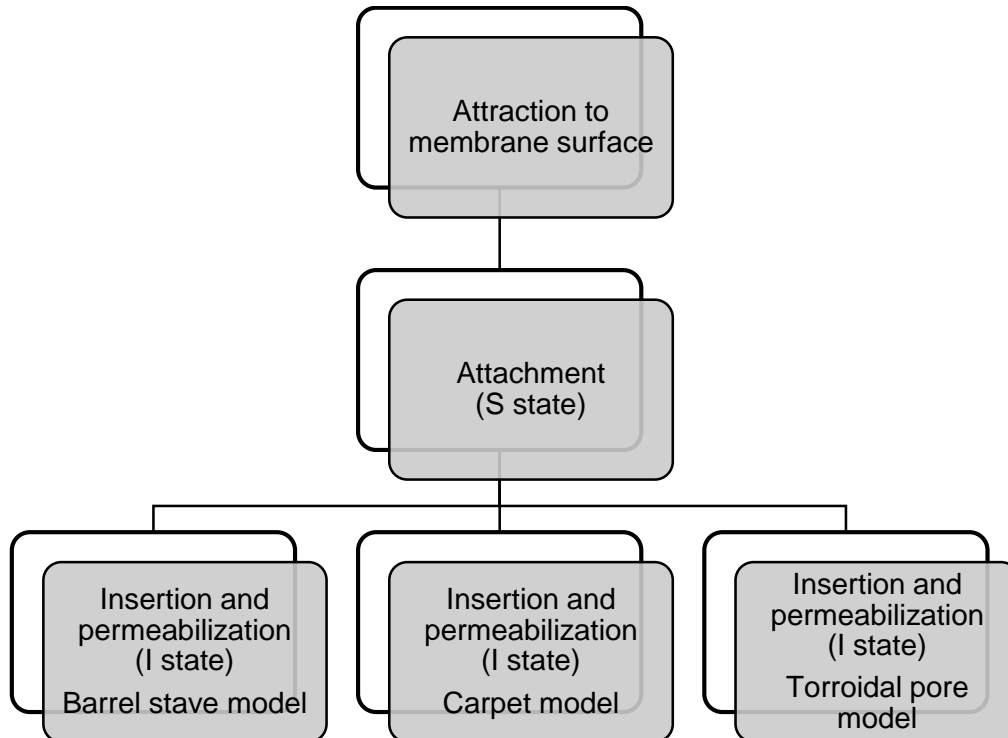 Attraction to
membrane surface
Attachment
(S state)
Insertion and
permeabilization
(I state)
Barrel stave model
Insertion and
permeabilization
(I state)
Carpet model
Insertion and
permeabilization
(I state)
Torroidal pore
model